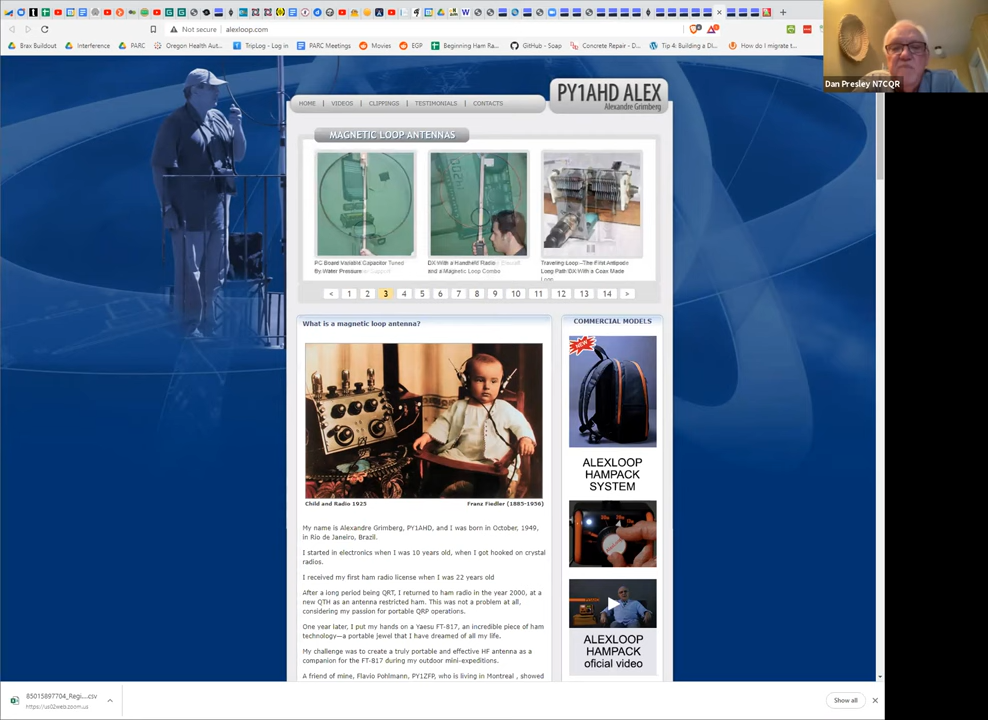 Not secure | alexloop.com
Brax Buildout
Interference
PARC
Oregon Health Aut...
TripLog - Log in
PARC Meetings
Movies
EGP
Beginning Ham Ra...
GitHub - Soap
Concrete Repair - D...
Tip 4: Building a Di...
How do I migrate t...
Dan Presley N7CQR
PY1AHD ALEX
Alexandre Grimberg
HOME | VIDEOS | CLIPPINGS | TESTIMONIALS | CONTACTS
MAGNETIC LOOP ANTENNAS
PC Board Variable Capacitor Tuned
By Water Pressure
DX With a Handheld Radio
and a Magnetic Loop Combo
Traveling Loop -The First Antipode
Long Path DX With a Coax Made
Loop
< 1 2 3 4 5 6 7 8 9 10 11 12 13 14 >
What is a magnetic loop antenna?
Child and Radio 1925
Franz Fiedler (1885-1956)
My name is Alexandre Grimberg, PY1AHD, and I was born in October, 1949,
in Rio de Janeiro, Brazil.
I started in electronics when I was 10 years old, when I got hooked on crystal
radios.
I received my first ham radio license when I was 22 years old
After a long period being QRT, I returned to ham radio in the year 2000, at a
new QTH as an antenna restricted ham. This was not a problem at all,
considering my passion for portable QRP operations.
One year later, I put my hands on a Yaesu FT-817, an incredible piece of ham
technology—a portable jewel that I have dreamed of all my life.
My challenge was to create a truly portable and effective HF antenna as a
companion for the FT-817 during my outdoor mini-expeditions.
A friend of mine, Flavio Pohlmann, PY1ZFP, who is living in Montreal , showed
COMMERCIAL MODELS
NEW
ALEXLOOP
HAMPACK
SYSTEM
ALEXLOOP
HAMPACK
oficial video
85015897704_Regi....csv
https://us02web.zoom.us
Show all